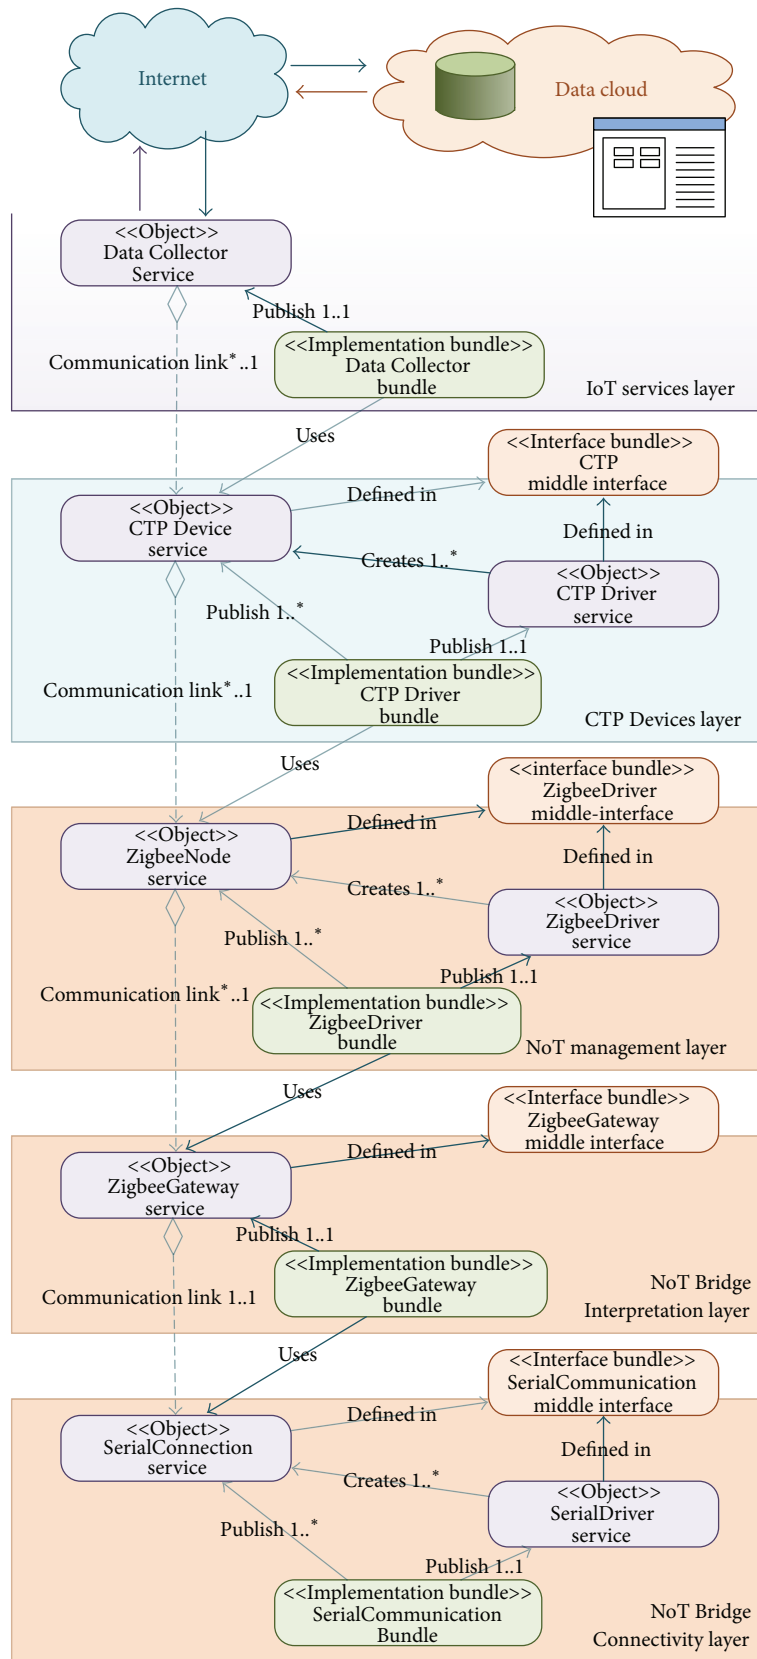 Internet
Data cloud
<<Object>>
Data Collector
Service
Publish 1..1
<<Implementation bundle>>
Data Collector
bundle
Communication link*..1
IoT services layer
Uses
<<Interface bundle>>
CTP
middle interface
Defined in
<<Object>>
CTP Device
service
Defined in
Creates 1..*
<<Object>>
CTP Driver
service
Publish 1..*
Publish 1..1
<<Implementation bundle>>
CTP Driver
bundle
Communication link*..1
CTP Devices layer
Uses
<<interface bundle>>
ZigbeeDriver
middle-interface
Defined in
<<Object>>
ZigbeeNode
service
Defined in
Creates 1..*
<<Object>>
ZigbeeDriver
service
Publish 1..*
Publish 1..1
Communication link*..1
<<Implementation bundle>>
ZigbeeDriver
bundle
NoT management layer
Uses
<<Interface bundle>>
ZigbeeGateway
middle interface
Defined in
<<Object>>
ZigbeeGateway
service
Publish 1..1
<<Implementation bundle>>
ZigbeeGateway
bundle
Communication link 1..1
NoT Bridge
Interpretation layer
Uses
<<Interface bundle>>
SerialCommunication
middle interface
Defined in
<<Object>>
SerialConnection
service
Defined in
Creates 1..*
<<Object>>
SerialDriver
service
Publish 1..*
Publish 1..1
<<Implementation bundle>>
SerialCommunication
Bundle
NoT Bridge
Connectivity layer